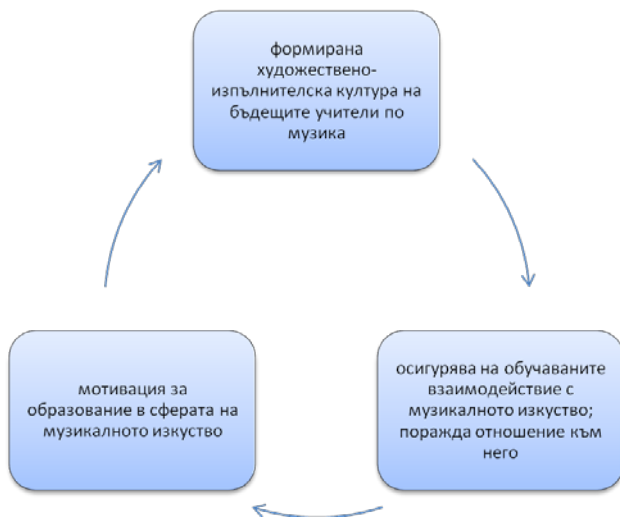 формирана
художествено-
изпълнителска култура на
бъдещите учители по
музика
осигурява на обучаваните
взаимодействие с
музикалното изкуство;
поражда отношение към
него
мотивация за
образование в сферата на
музикалното изкуство